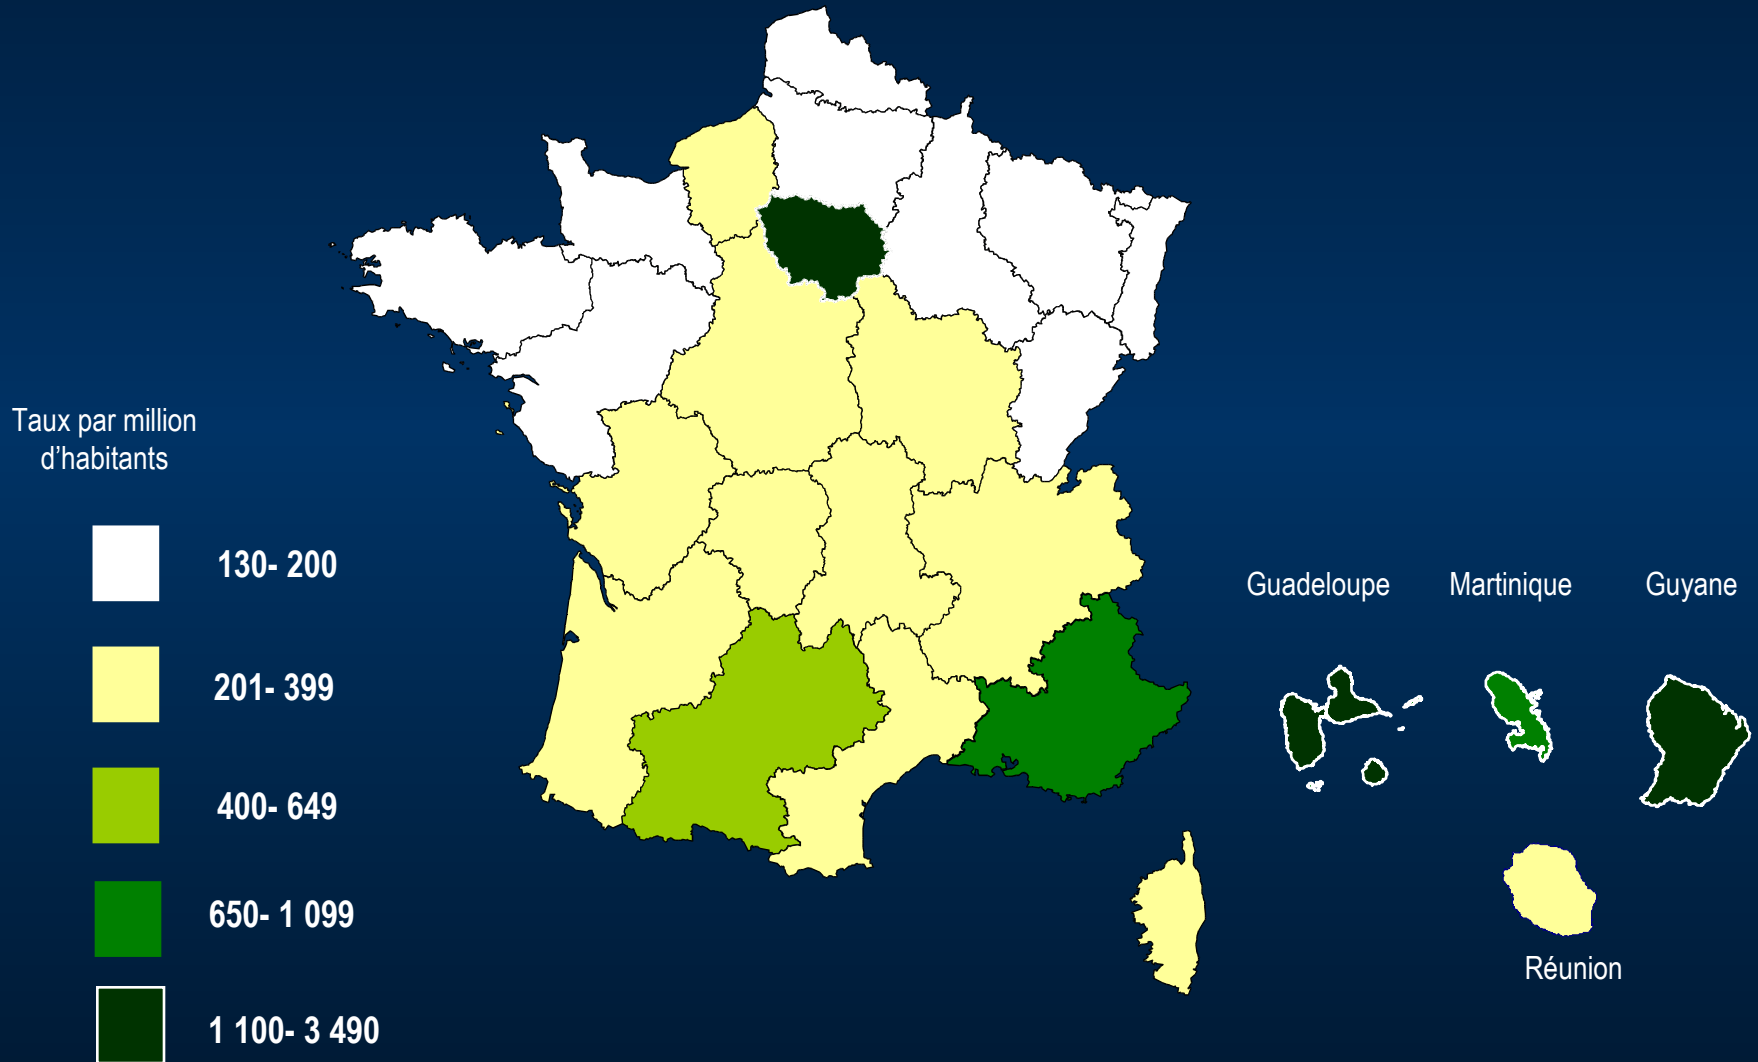 Taux par million
d'habitants
130- 200
201- 399
400- 649
650- 1 099
1 100- 3 490
Guadeloupe
Martinique
Guyane
Réunion